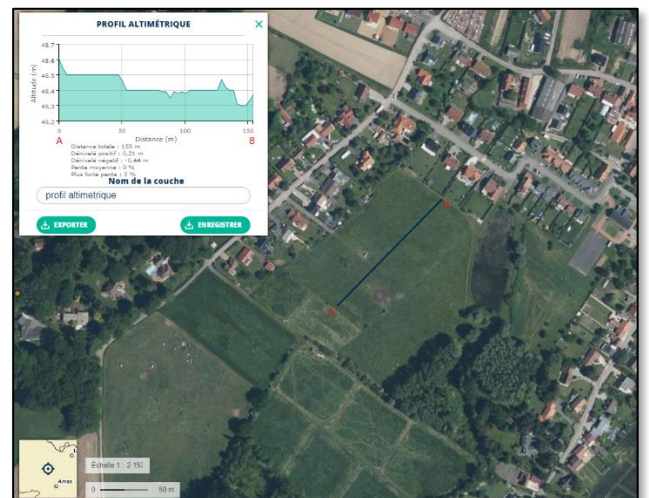 PROFIL ALTIMÉTRIQUE
×
48.7
48.6
48.5
48.4
48.3
48.2
Altitude (m)
0
50
100
150
A
Distance (m)
B
Distance totale : 155 m
Dénivelé positif : 0,21 m
Dénivelé négatif : -0,44 m
Pente moyenne : 0 %
Plus forte pente : 3 %
Nom de la couche
profil altimetrique
EXPORTER
ENREGISTRER
Arras
Échelle 1 : 2 153
0
50 m